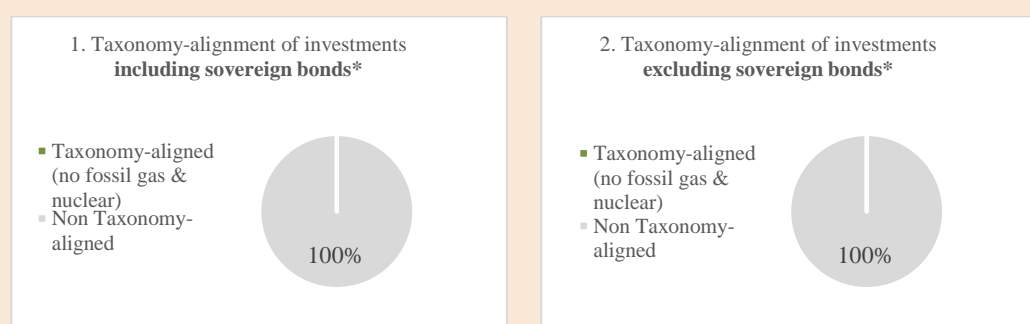 1. Taxonomy-alignment of investments
including sovereign bonds*
Taxonomy-aligned
(no fossil gas &
nuclear)
Non Taxonomy-
aligned
100%
2. Taxonomy-alignment of investments
excluding sovereign bonds*
Taxonomy-aligned
(no fossil gas &
nuclear)
Non Taxonomy-
aligned
100%